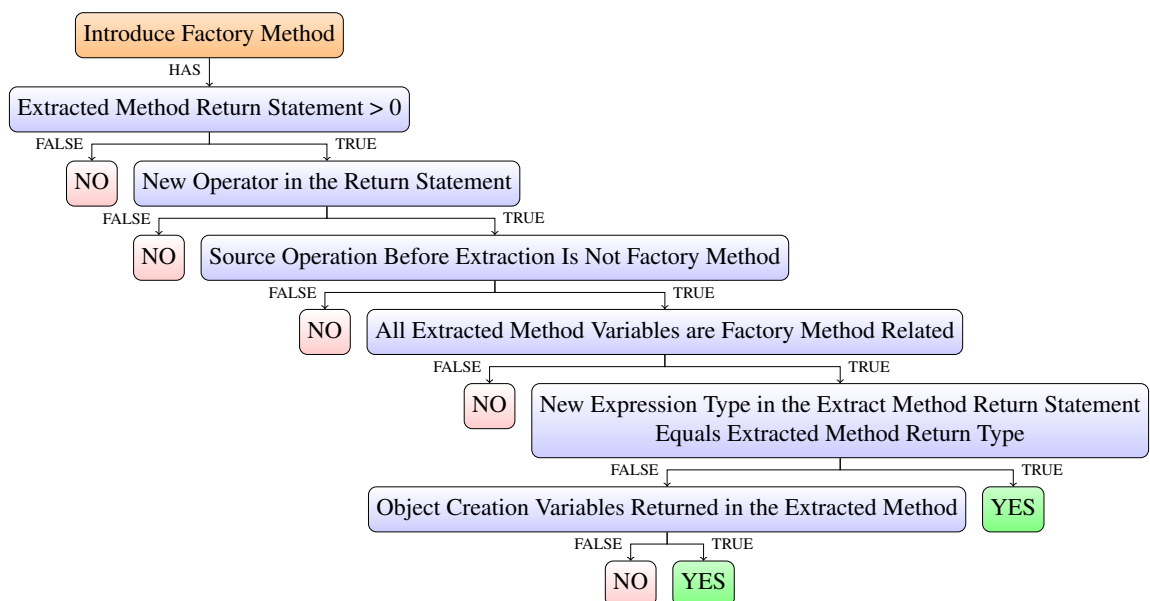 Introduce Factory Method
HAS
Extracted Method Return Statement > 0
FALSE
TRUE
NO
New Operator in the Return Statement
FALSE
TRUE
NO
Source Operation Before Extraction Is Not Factory Method
FALSE
TRUE
NO
All Extracted Method Variables are Factory Method Related
FALSE
TRUE
NO
New Expression Type in the Extract Method Return Statement
Equals Extracted Method Return Type
FALSE
TRUE
Object Creation Variables Returned in the Extracted Method
YES
FALSE
TRUE
NO
YES